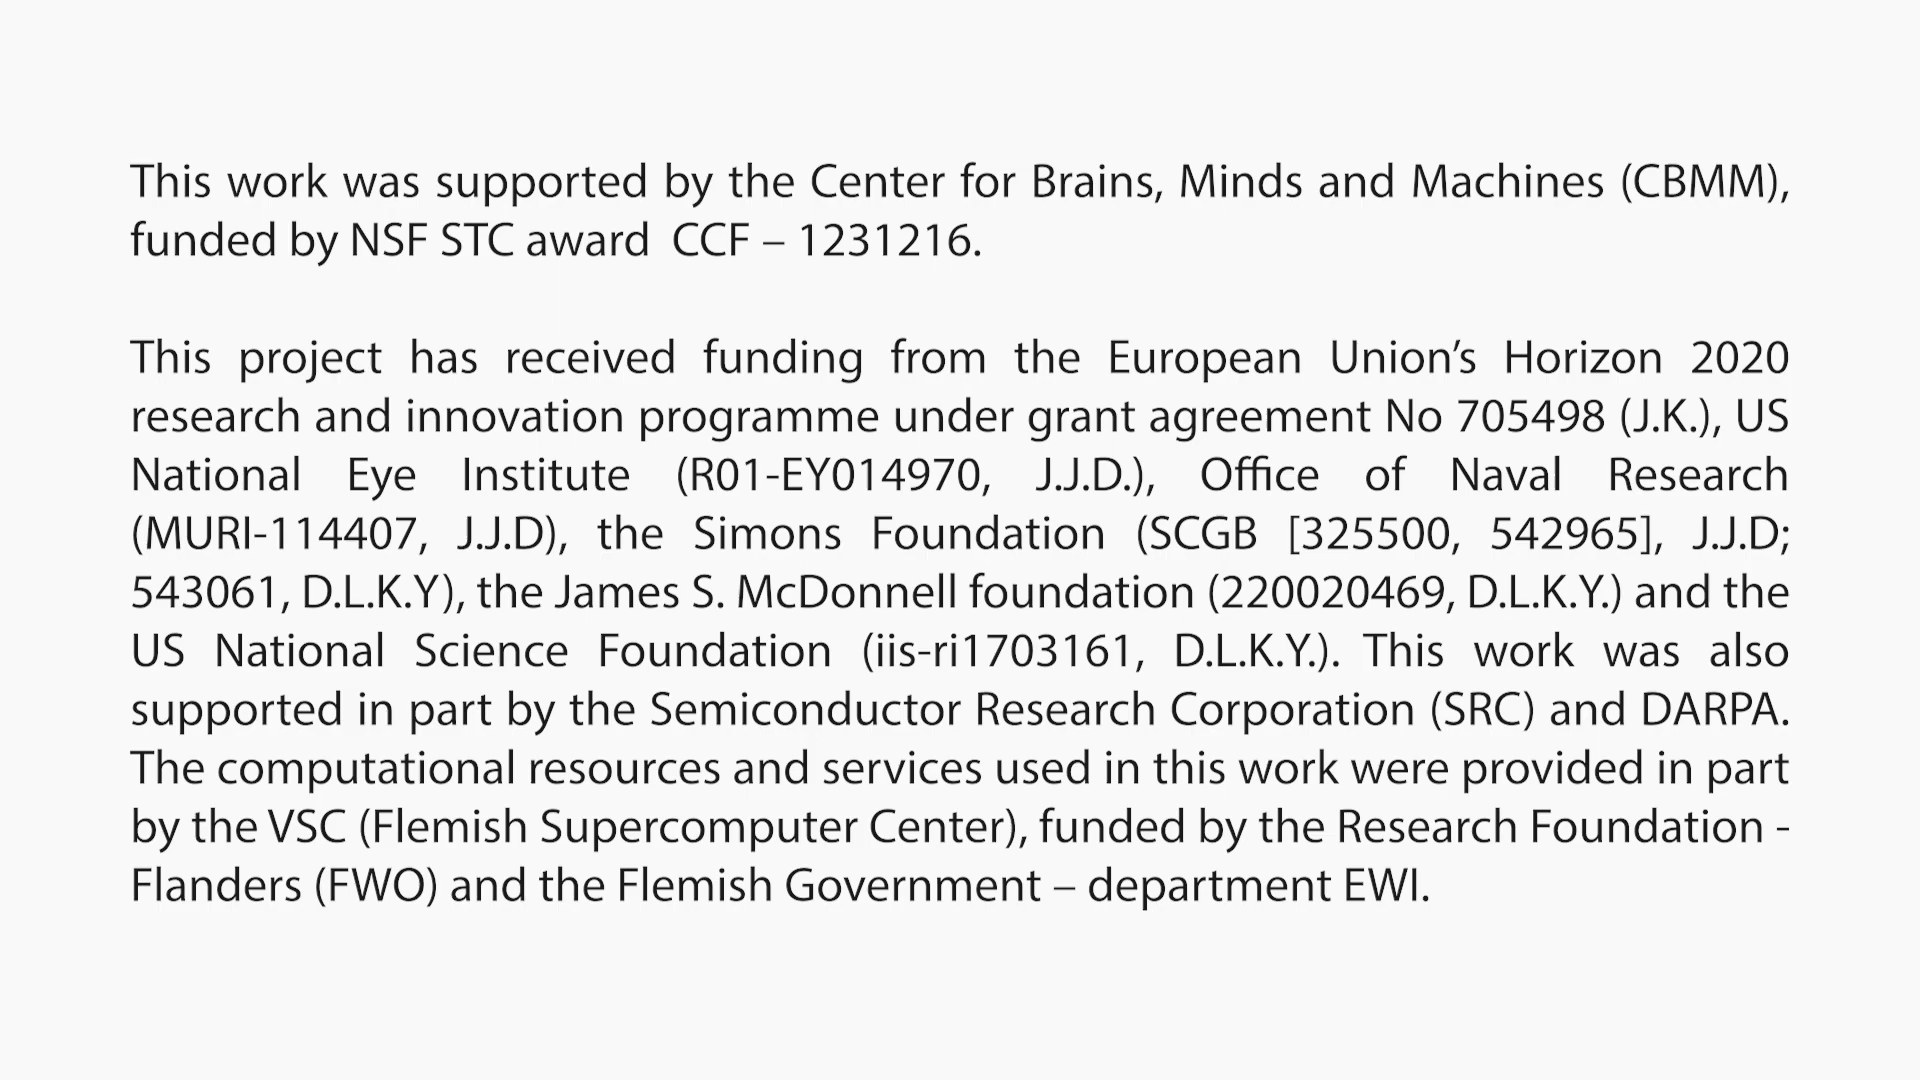 This work was supported by the Center for Brains, Minds and Machines (CBMM),
funded by NSF STC award  CCF – 1231216.
This project has received funding from the European Union’s Horizon 2020
research and innovation programme under grant agreement No 705498 (J.K.), US
National Eye Institute (R01-EY014970, J.J.D.), Office of Naval Research
(MURI-114407, J.J.D), the Simons Foundation (SCGB [325500, 542965], J.J.D;
543061, D.L.K.Y), the James S. McDonnell foundation (220020469, D.L.K.Y.) and the
US National Science Foundation (iis-ri1703161, D.L.K.Y.). This work was also
supported in part by the Semiconductor Research Corporation (SRC) and DARPA.
The computational resources and services used in this work were provided in part
by the VSC (Flemish Supercomputer Center), funded by the Research Foundation -
Flanders (FWO) and the Flemish Government – department EWI.